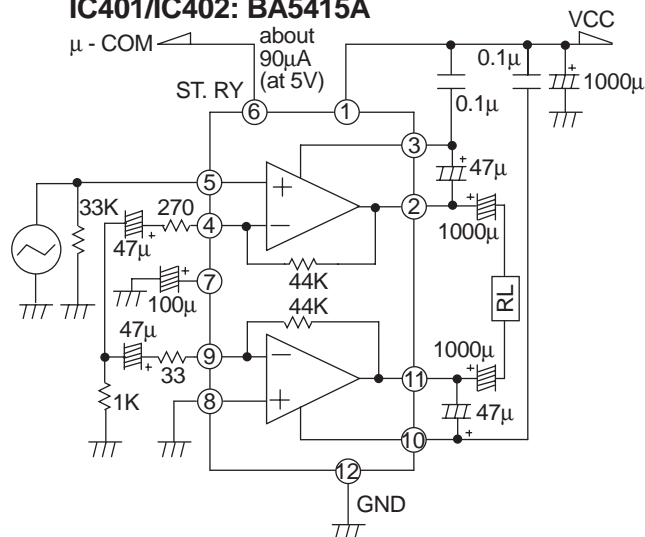 IC401/IC402: BA5415A
VCC
μ - COM
about
90μA
(at 5V)
0.1μ
1000μ
ST. RY
0.1μ
6
1
3
47μ
5
2
33K
270
4
1000μ
47μ
7
44K
RL
100μ
44K
47μ
1000μ
9
11
33
8
1K
47μ
10
12
GND